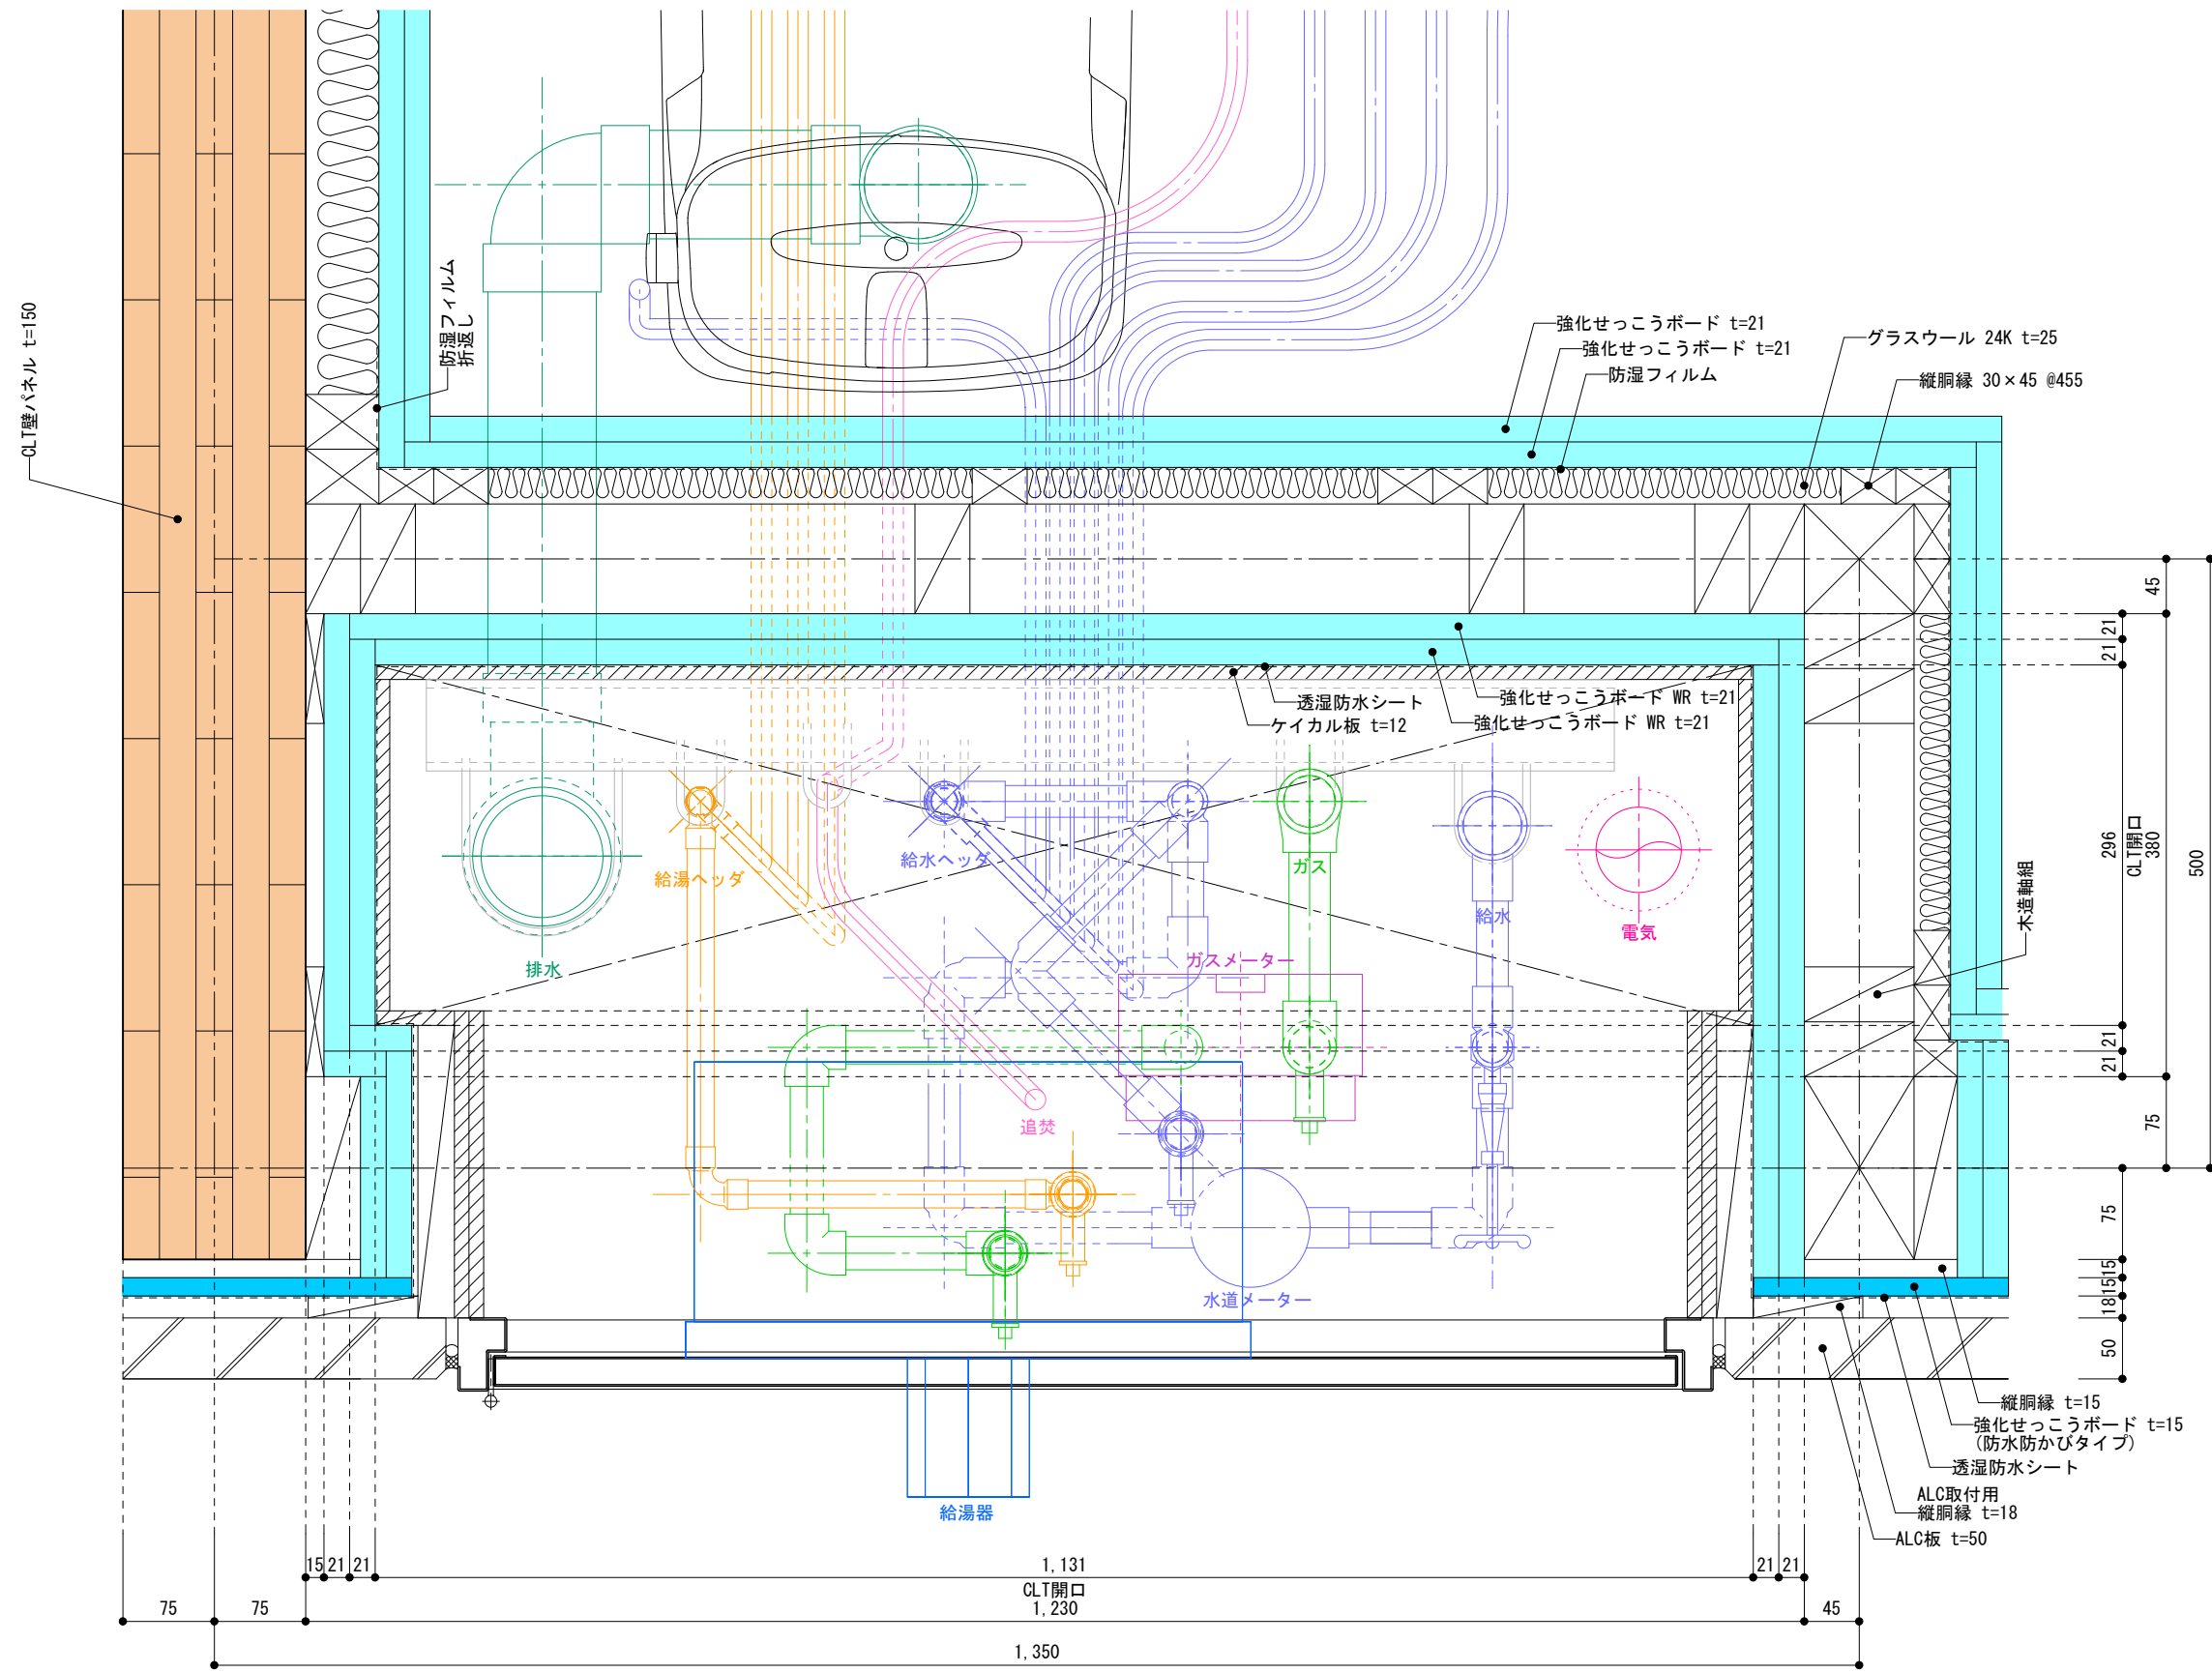 CLT壁パネル t=150
防湿フィルム
折返し
強化せっこうボード t=21
強化せっこうボード t=21
防湿フィルム
グラスウール 24K t=25
縦胴縁 30×45 @455
透湿防水シート
ケイカル板 t=12
強化せっこうボード WR t=21
強化せっこうボード WR t=21
給湯ヘッダ
給水ヘッダ
ガス
給水
電気
排水
ガスメーター
追焚
水道メーター
給湯器
木造軸組
45
21
21
296
CLT開口
380
500
21
21
75
75
15
15
18
50
縦胴縁 t=15
強化せっこうボード t=15
(防水防かびタイプ)
透湿防水シート
ALC取付用
縦胴縁 t=18
ALC板 t=50
15
21
21
1,131
21
21
CLT開口
75
75
1,230
45
1,350